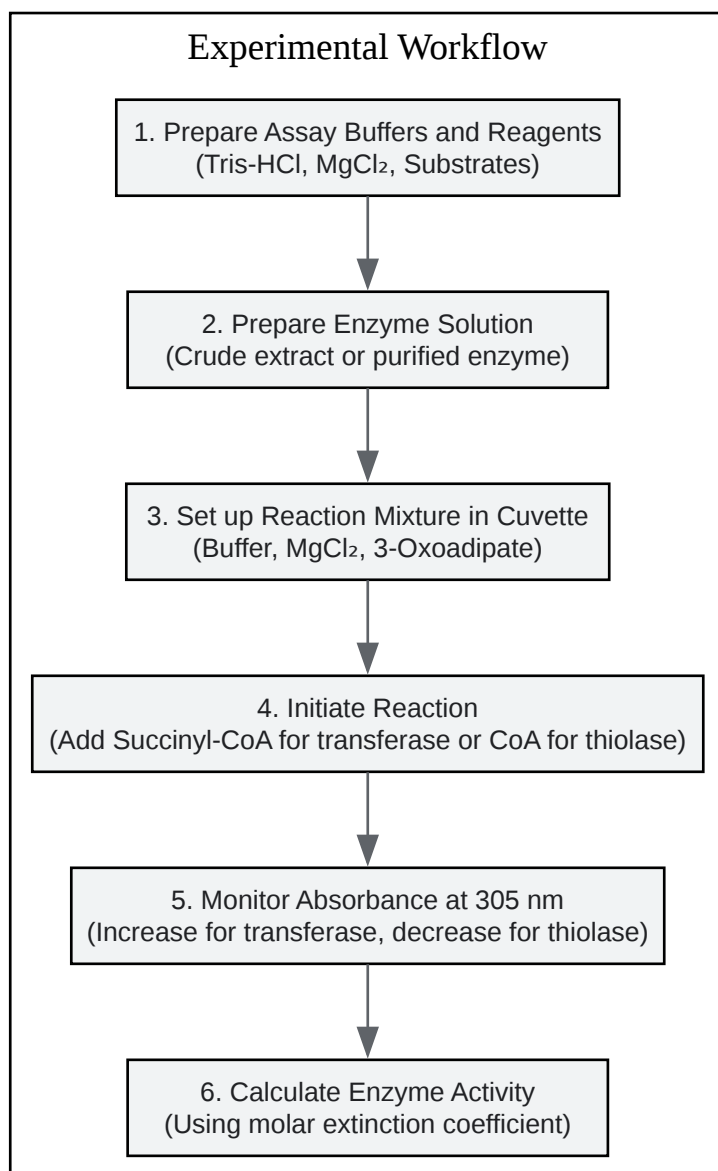 Experimental Workflow
1. Prepare Assay Buffers and Reagents
(Tris-HCl, MgCl₂, Substrates)
2. Prepare Enzyme Solution
(Crude extract or purified enzyme)
3. Set up Reaction Mixture in Cuvette
(Buffer, MgCl₂, 3-Oxoadipate)
4. Initiate Reaction
(Add Succinyl-CoA for transferase or CoA for thiolase)
5. Monitor Absorbance at 305 nm
(Increase for transferase, decrease for thiolase)
6. Calculate Enzyme Activity
(Using molar extinction coefficient)